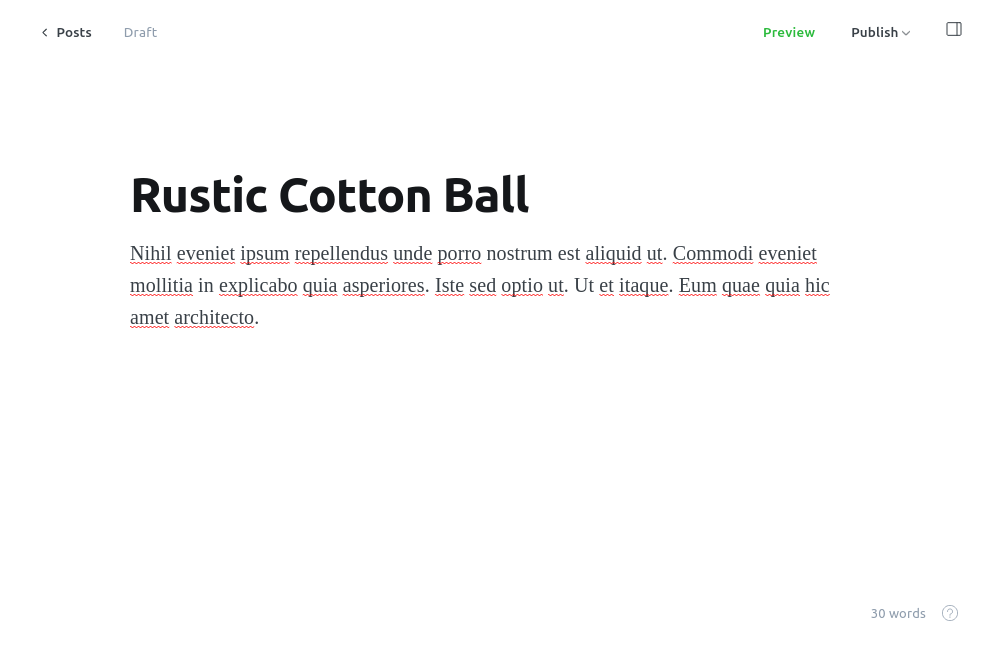 Posts
Draft
Preview
Publish
Rustic Cotton Ball
Nihil eveniet ipsum repellendus unde porro nostrum est aliquid ut. Commodi eveniet
mollitia in explicabo quia asperiores. Iste sed optio ut. Ut et itaque. Eum quae quia hic
amet architecto.
30 words
?